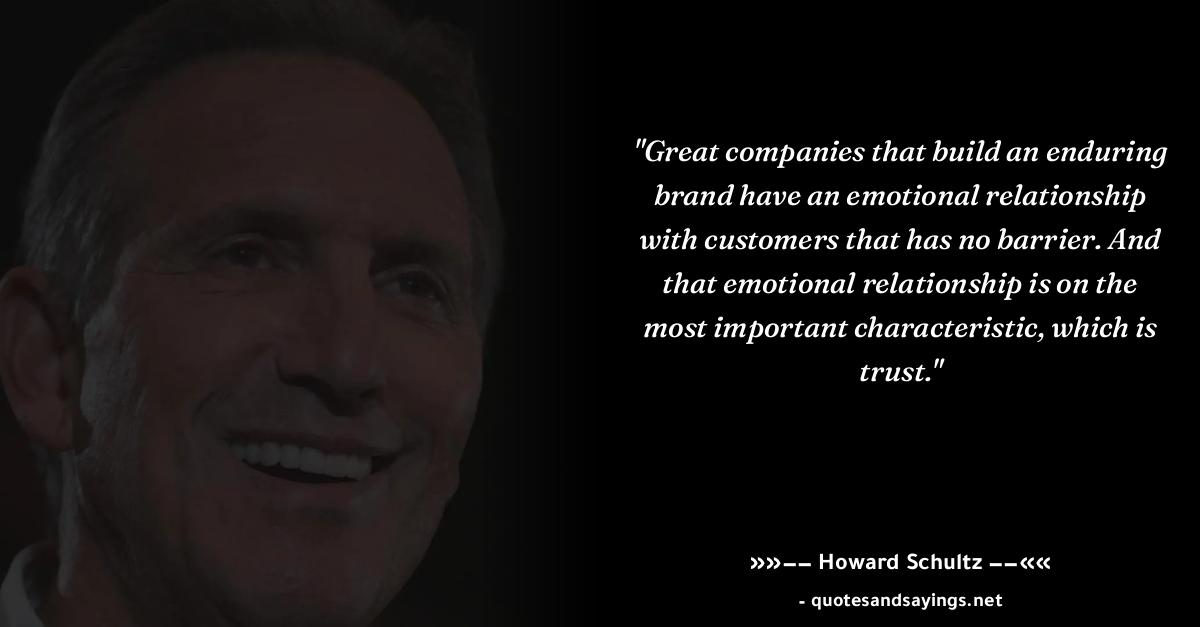 "Great companies that build an enduring
brand have an emotional relationship
with customers that has no barrier. And
that emotional relationship is on the
most important characteristic, which is
trust."
»»−− Howard Schultz −−««
- quotesandsayings.net